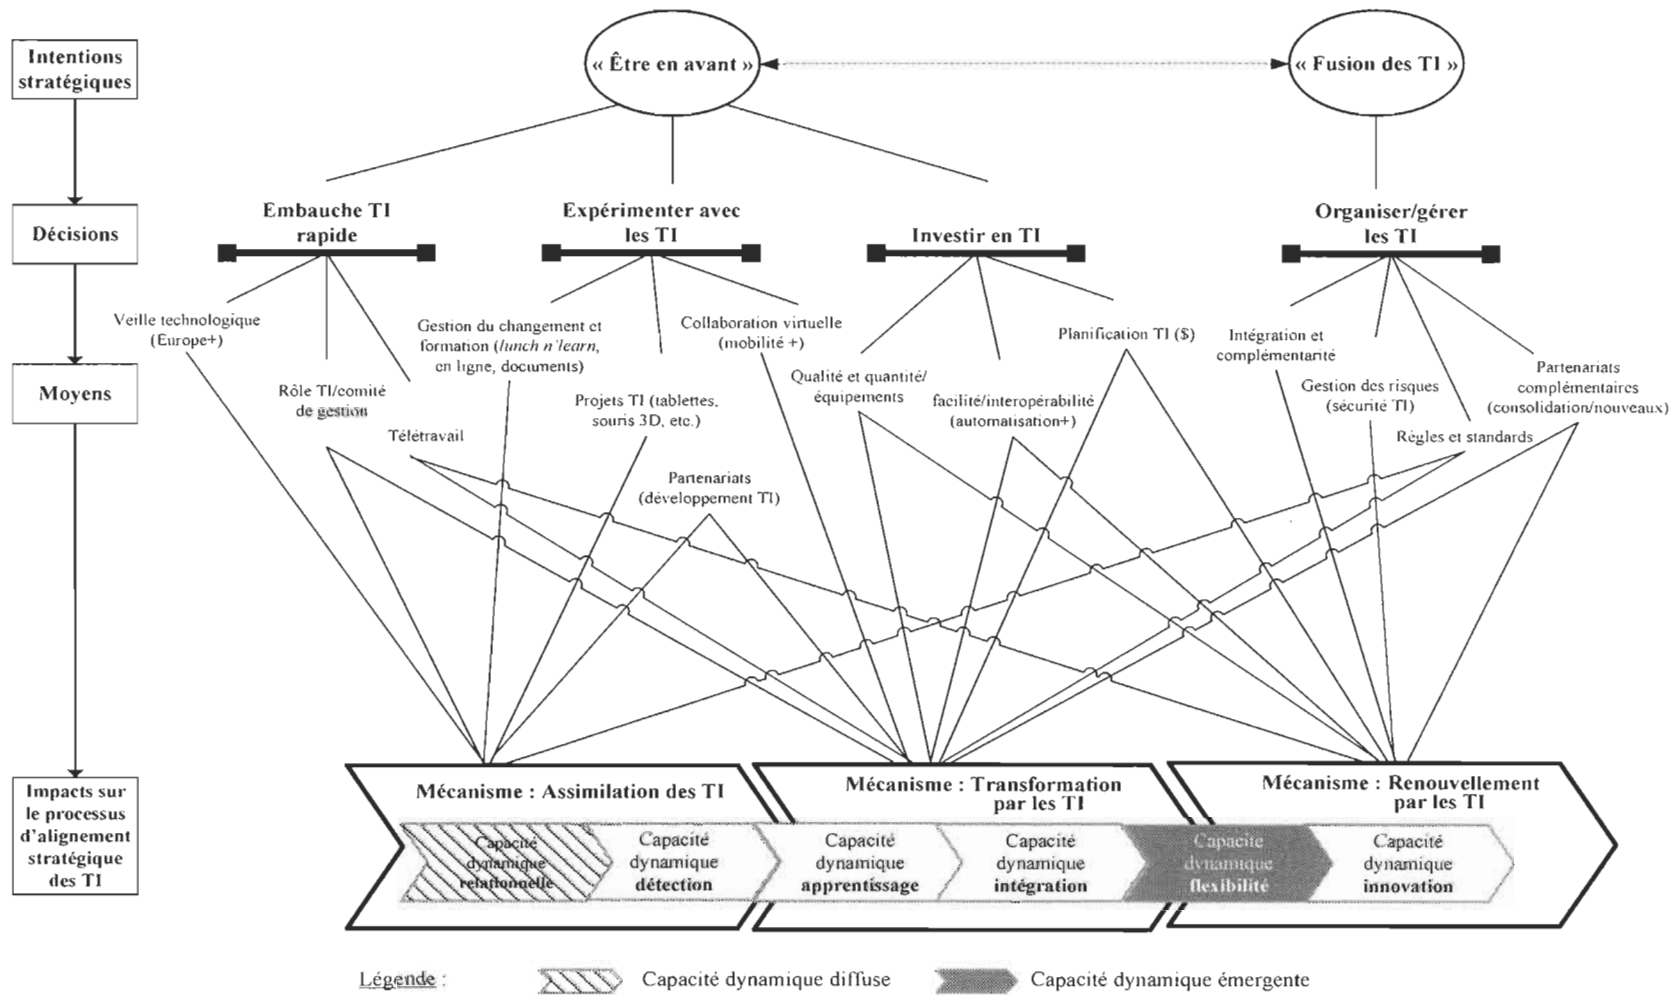 Intentions
stratégiques
« Être en avant »
« Fusion des TI »
Décisions
Embauche TI
rapide
Expérimenter avec
les TI
Investir en TI
Organiser/gérer
les TI
Moyens
Veille technologique
(Europe+)
Rôle TI/comité
de gestion
Télétravail
Gestion du changement et
formation (lunch n'learn,
en ligne, documents)
Projets TI (tablettes,
souris 3D, etc.)
Partenariats
(développement TI)
Collaboration virtuelle
(mobilité +)
Qualité et quantité/
équipements
facilité/interopérabilité
(automatisation+)
Planification TI ($)
Intégration et
complémentarité
Gestion des risques
(sécurité TI)
Règles et standards
Partenariats
complémentaires
(consolidation/nouveaux)
Impacts sur
le processus
d'alignement
stratégique
des TI
Mécanisme : Assimilation des TI
Capacité
dynamique
relationnelle
Capacité
dynamique
détection
Mécanisme : Transformation
par les TI
Capacité
dynamique
apprentissage
Capacité
dynamique
intégration
Mécanisme : Renouvellement
par les TI
Capacité
dynamique
flexibilité
Capacité
dynamique
innovation
Légende :
Capacité dynamique diffuse
Capacité dynamique émergente